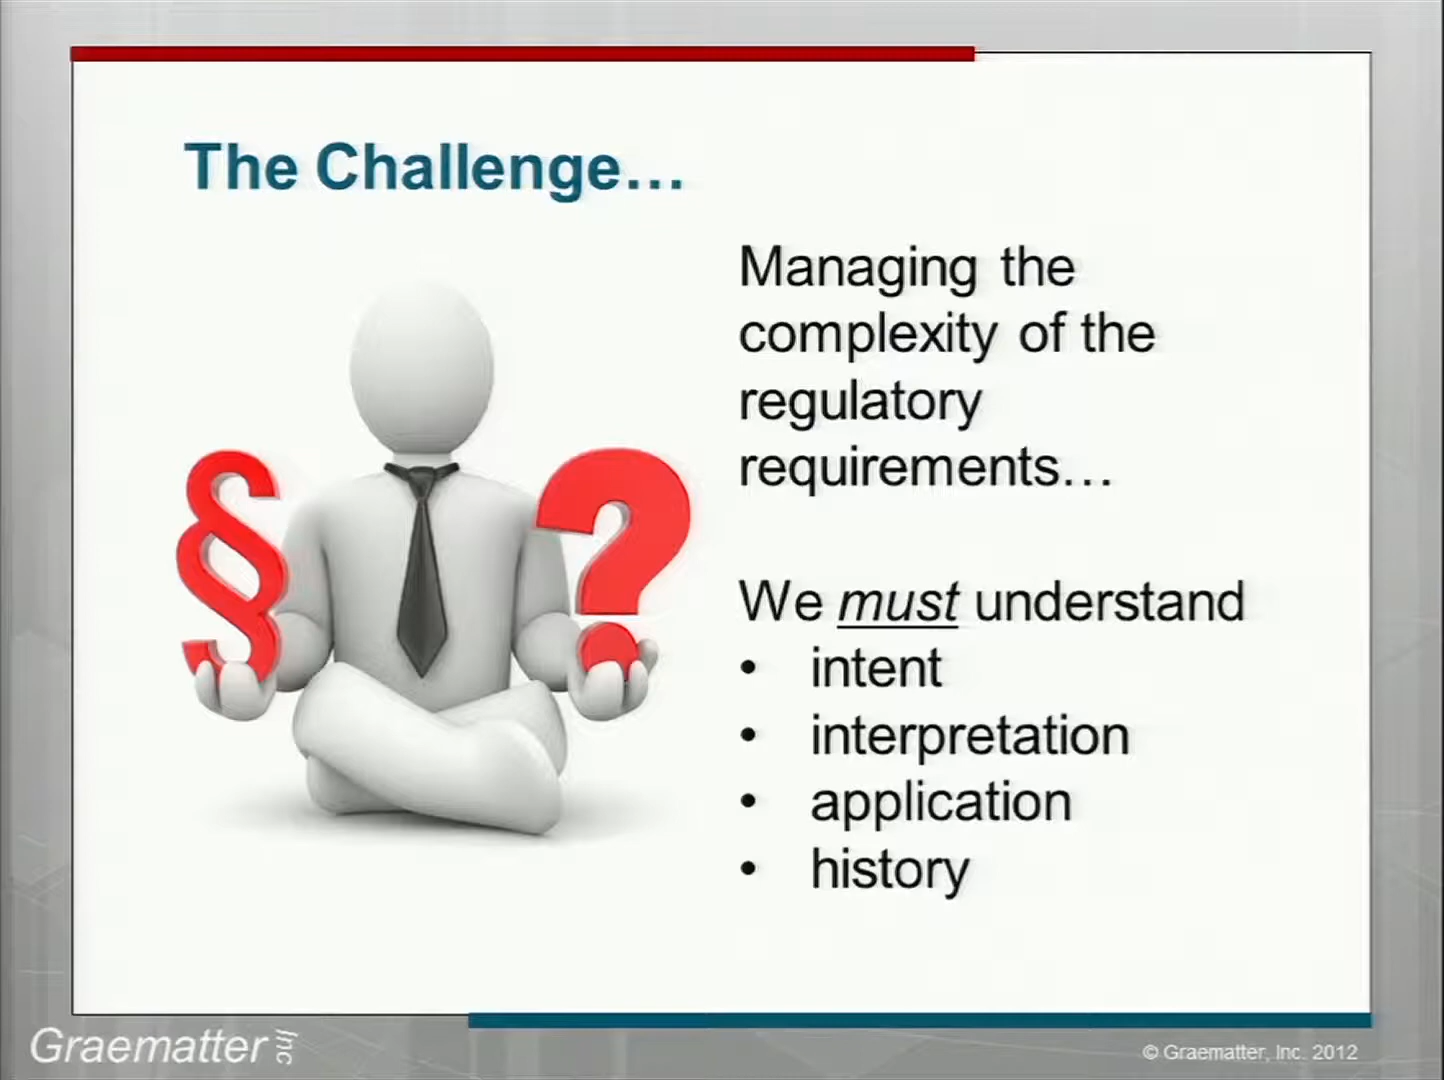 The Challenge…
Managing the
complexity of the
regulatory
requirements…
We must understand
• intent
• interpretation
• application
• history
§
?
Graematter Inc
© Graematter, Inc. 2012